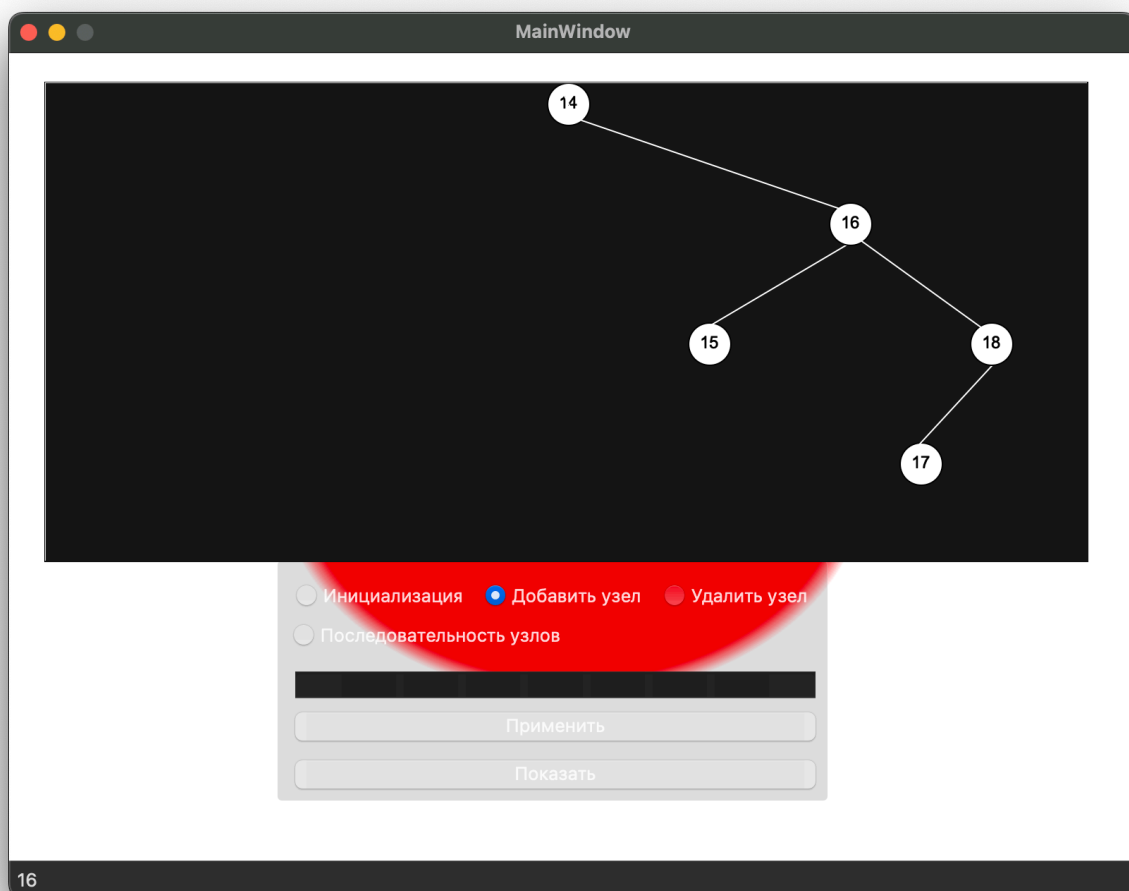 MainWindow
14
16
15 18
17
Инициализация Добавить узел Удалить узел
Последовательность узлов
Применить
Показать
16